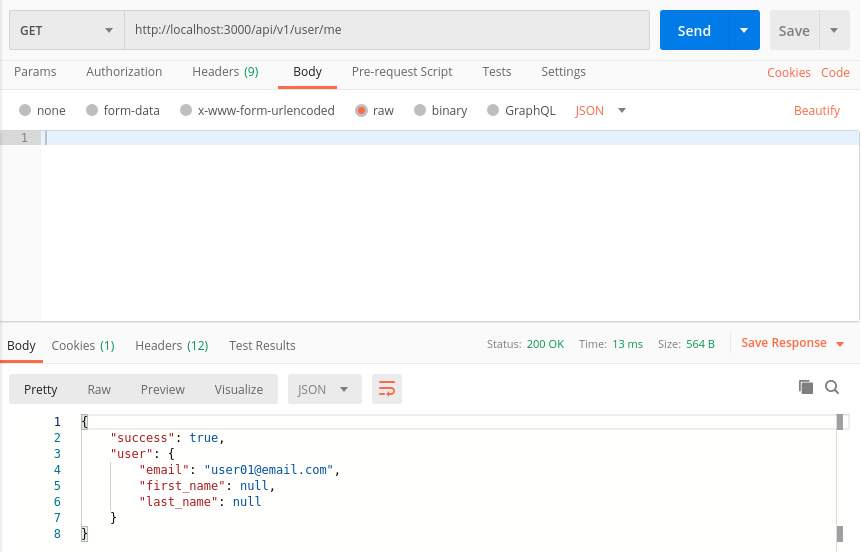 GET http://localhost:3000/api/v1/user/me Send Save
Params Authorization Headers (9) Body Pre-request Script Tests Settings Cookies Code
none form-data x-www-form-urlencoded raw binary GraphQL JSON Beautify
1
Body Cookies (1) Headers (12) Test Results Status: 200 OK Time: 13 ms Size: 564 B Save Response
Pretty Raw Preview Visualize JSON
1 {
2 "success": true,
3 "user": {
4 "email": "user01@email.com",
5 "first_name": null,
6 "last_name": null
7 }
8 }